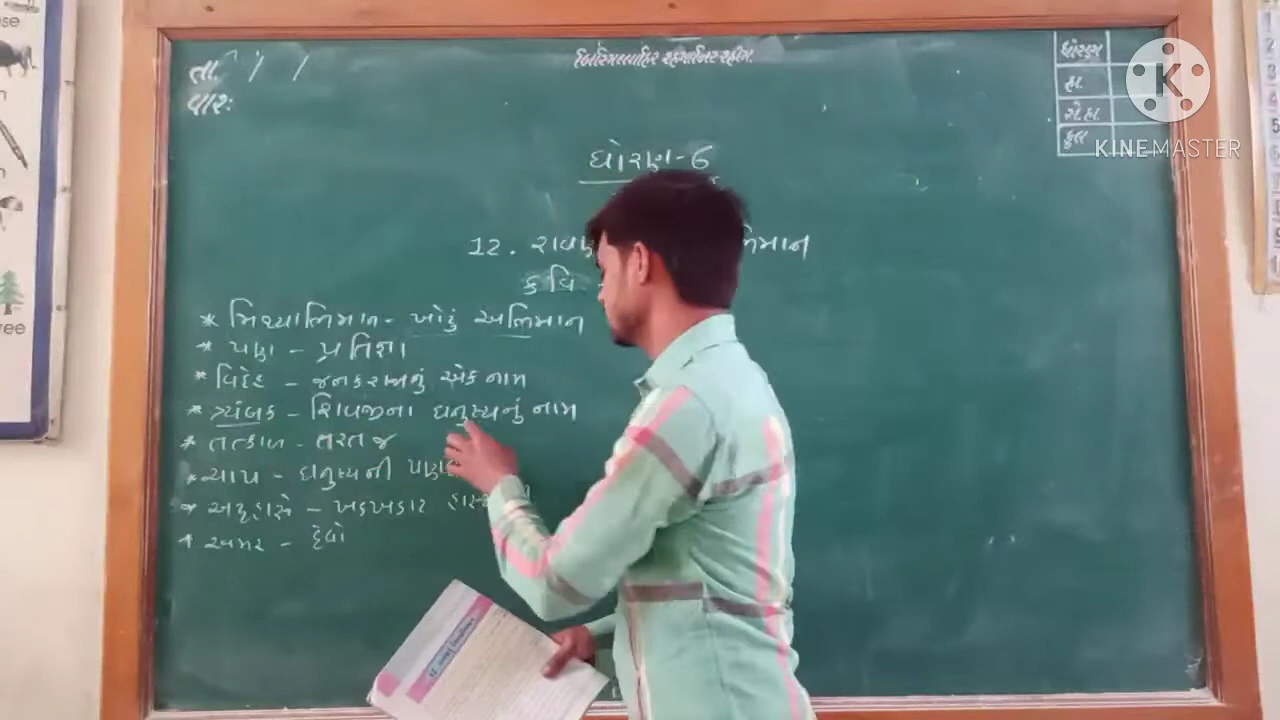 તા. / /
વારઃ
ધોરણ
હા.
ગે.હા.
કુલ
KINEMASTER
ધોરણ-6
12. રાવણ
કવિ
* મિથ્યાભિમાન - ખોટું અભિમાન
* પણ - પ્રતિજ્ઞા
* વિદેહ - જનકરાજાનું એક નામ
* ત્ર્યંબક - શિવજીના ધનુષ્યનું નામ
* તત્કાળ - તરત જ
* ચાપ - ધનુષ્યની
* અટ્ટહાસે - ખડખડાટ
* અમર - દેવો